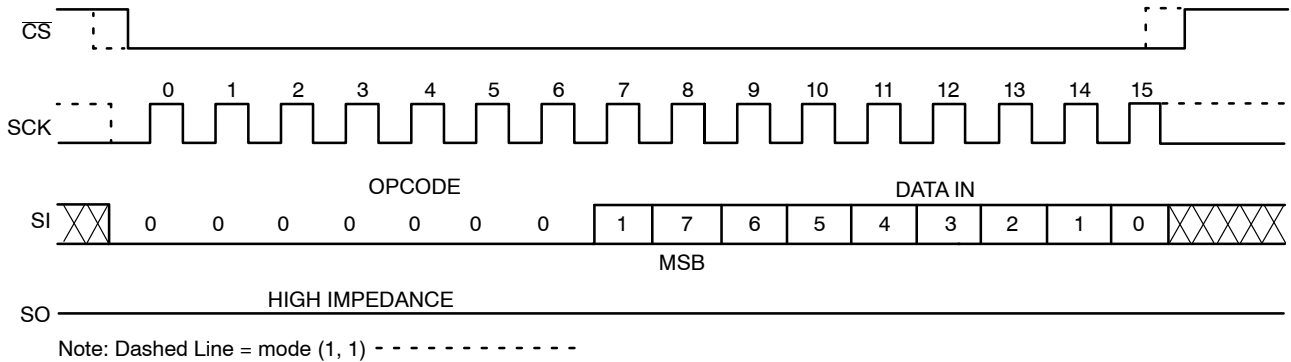 CS
0 1 2 3 4 5 6 7 8 9 10 11 12 13 14 15
SCK
OPCODE DATA IN
SI 0 0 0 0 0 0 0 1 7 6 5 4 3 2 1 0
MSB
HIGH IMPEDANCE
SO
Note: Dashed Line = mode (1, 1)